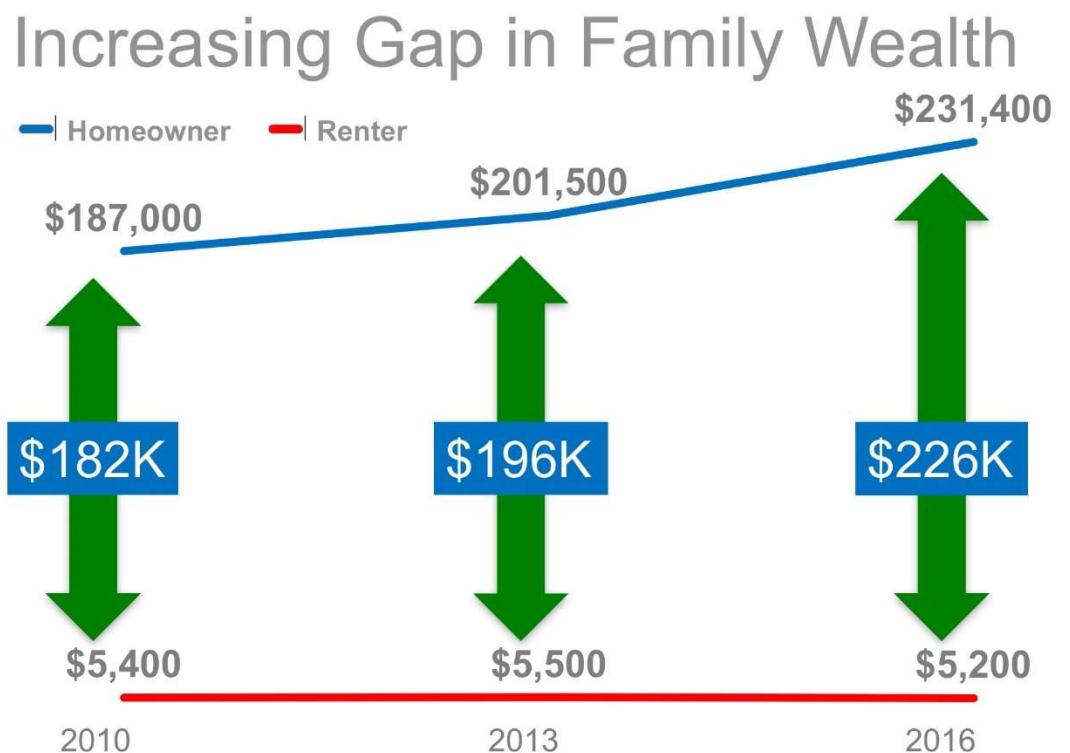 Increasing Gap in Family Wealth
Homeowner Renter
$231,400
$201,500
$187,000
$182K $196K $226K
$5,400 $5,500 $5,200
2010 2013 2016